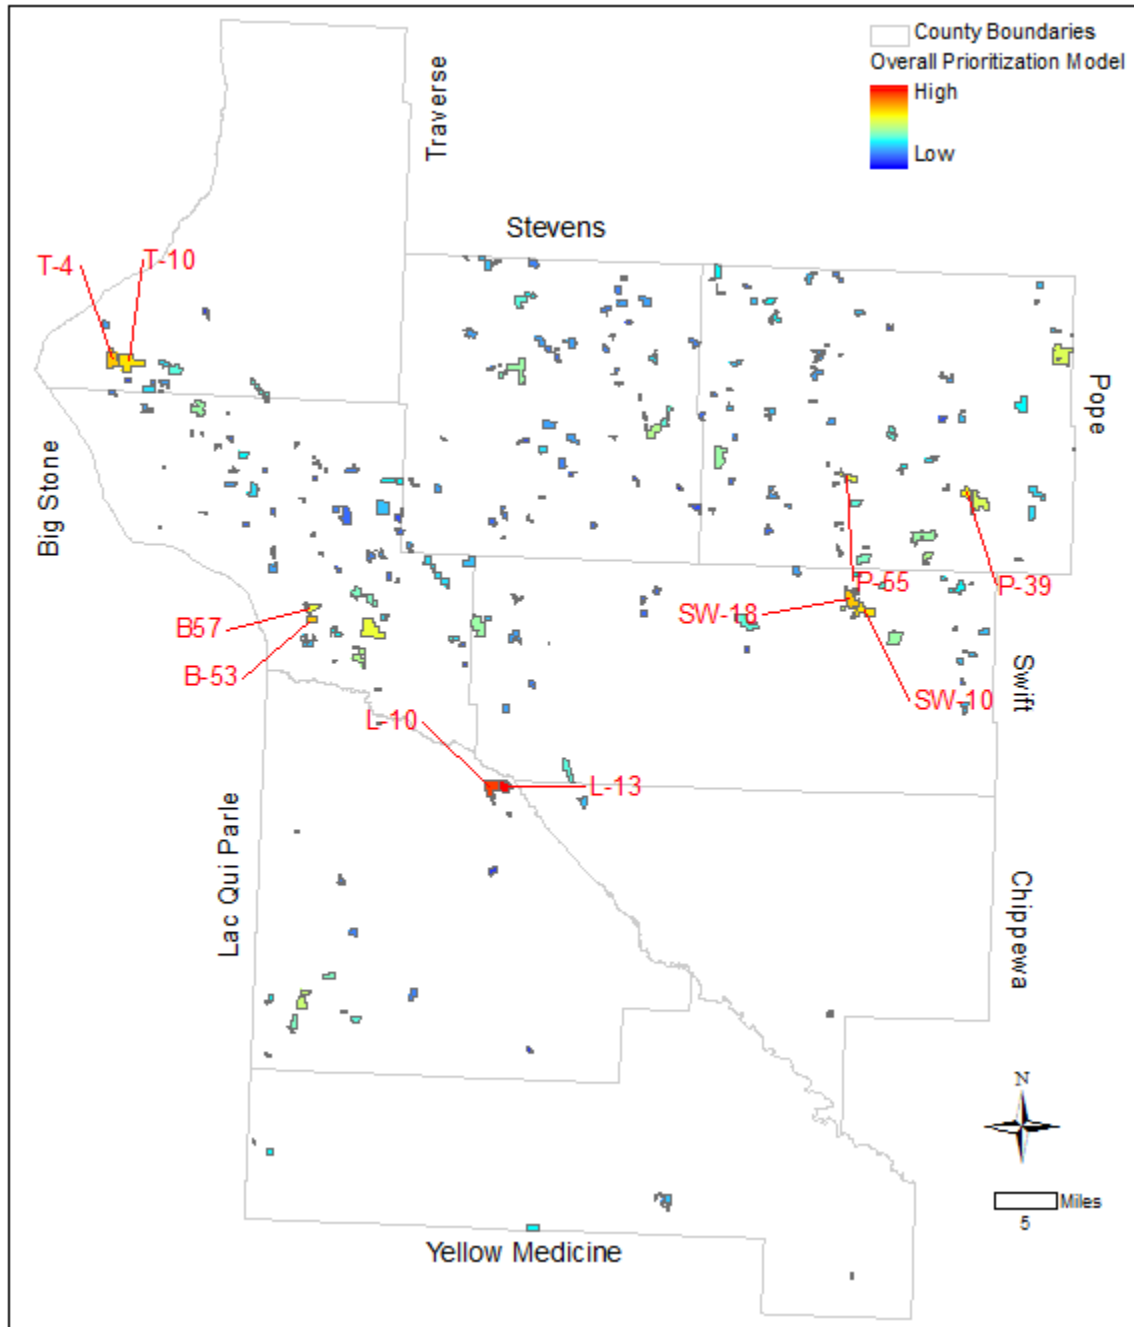 County Boundaries
Overall Prioritization Model
High
Low
Traverse
Stevens
T-4
T-10
Pope
Big Stone
P-65
P-39
SW-18
B57
B-53
SW-10
Swift
L-10
L-13
Lac Qui Parle
Chippewa
N
Miles
5
Yellow Medicine